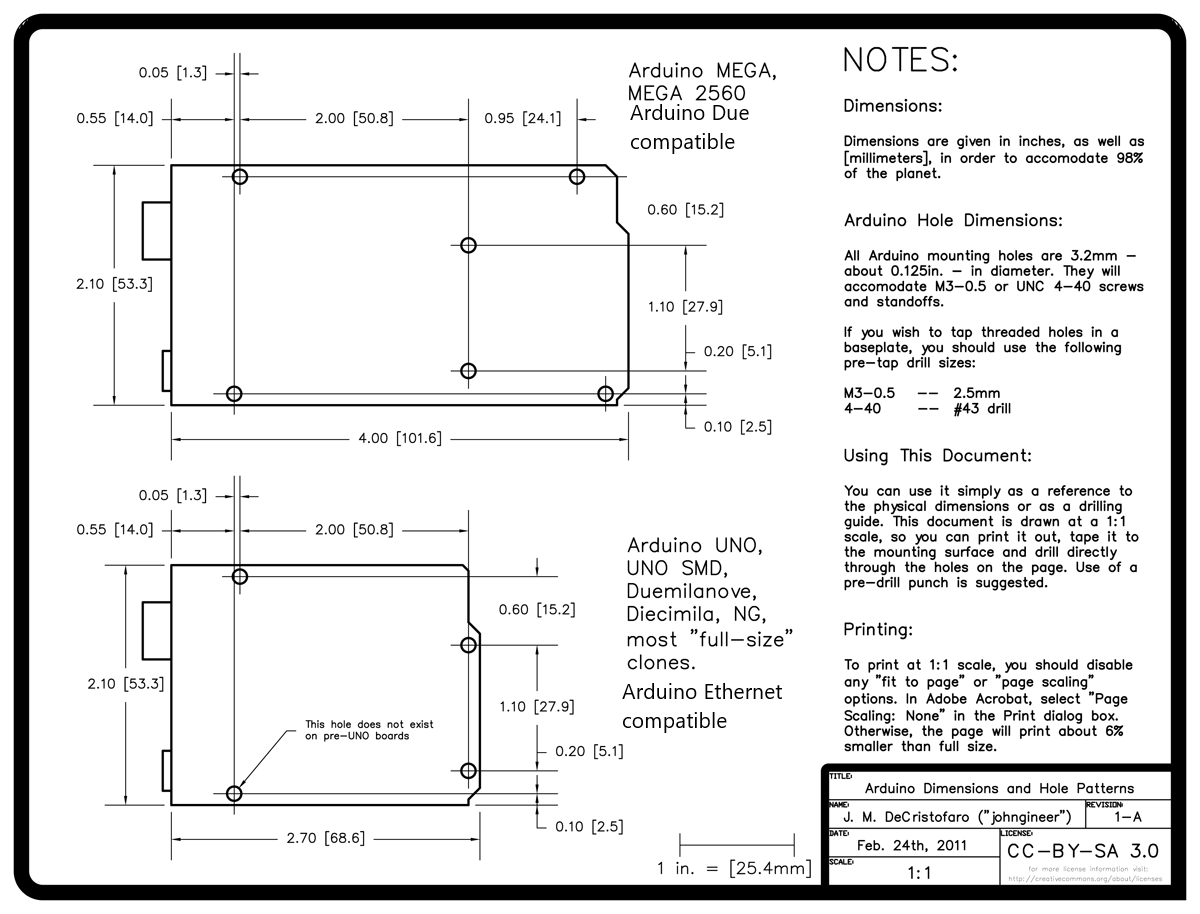 0.05 [1.3]
0.55 [14.0]
2.00 [50.8]
0.95 [24.1]
Arduino MEGA,
MEGA 2560
Arduino Due
compatible
0.60 [15.2]
2.10 [53.3]
1.10 [27.9]
0.20 [5.1]
0.10 [2.5]
4.00 [101.6]
0.05 [1.3]
0.55 [14.0]
2.00 [50.8]
Arduino UNO,
UNO SMD,
Duemilanove,
Diecimila, NG,
most "full-size"
clones.
Arduino Ethernet
compatible
0.60 [15.2]
2.10 [53.3]
1.10 [27.9]
This hole does not exist
on pre-UNO boards
0.20 [5.1]
0.10 [2.5]
2.70 [68.6]
1 in. = [25.4mm]
NOTES:
Dimensions:
Dimensions are given in inches, as well as
[millimeters], in order to accomodate 98%
of the planet.
Arduino Hole Dimensions:
All Arduino mounting holes are 3.2mm –
about 0.125in. – in diameter. They will
accomodate M3-0.5 or UNC 4-40 screws
and standoffs.
If you wish to tap threaded holes in a
baseplate, you should use the following
pre-tap drill sizes:
M3-0.5 -- 2.5mm
4-40 -- #43 drill
Using This Document:
You can use it simply as a reference to
the physical dimensions or as a drilling
guide. This document is drawn at a 1:1
scale, so you can print it out, tape it to
the mounting surface and drill directly
through the holes on the page. Use of a
pre-drill punch is suggested.
Printing:
To print at 1:1 scale, you should disable
any "fit to page" or "page scaling"
options. In Adobe Acrobat, select "Page
Scaling: None" in the Print dialog box.
Otherwise, the page will print about 6%
smaller than full size.
TITLE:
Arduino Dimensions and Hole Patterns
NAME:
J. M. DeCristofaro ("johngineer")
REVISION:
1-A
DATE:
Feb. 24th, 2011
LICENSE:
CC-BY-SA 3.0
for more license information visit:
http://creativecommons.org/about/licenses
SCALE:
1:1